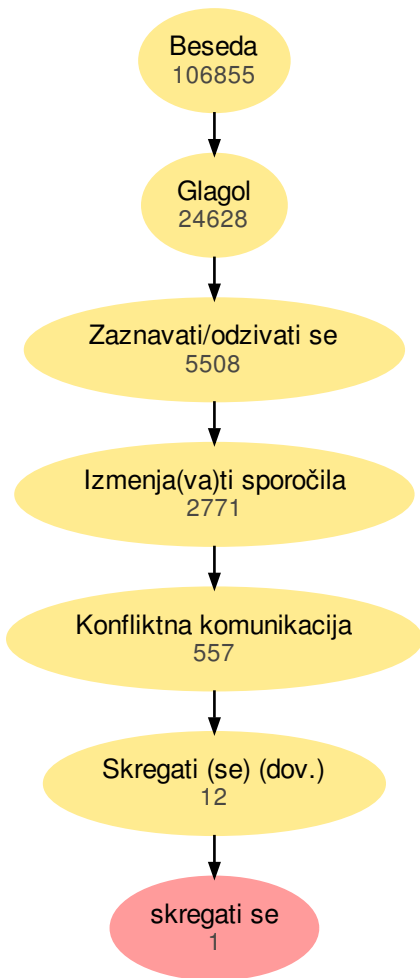 Beseda
106855
Glagol
24628
Zaznavati/odzivati se
5508
Izmenja(va)ti sporočila
2771
Konfliktna komunikacija
557
Skregati (se) (dov.)
12
skregati se
1